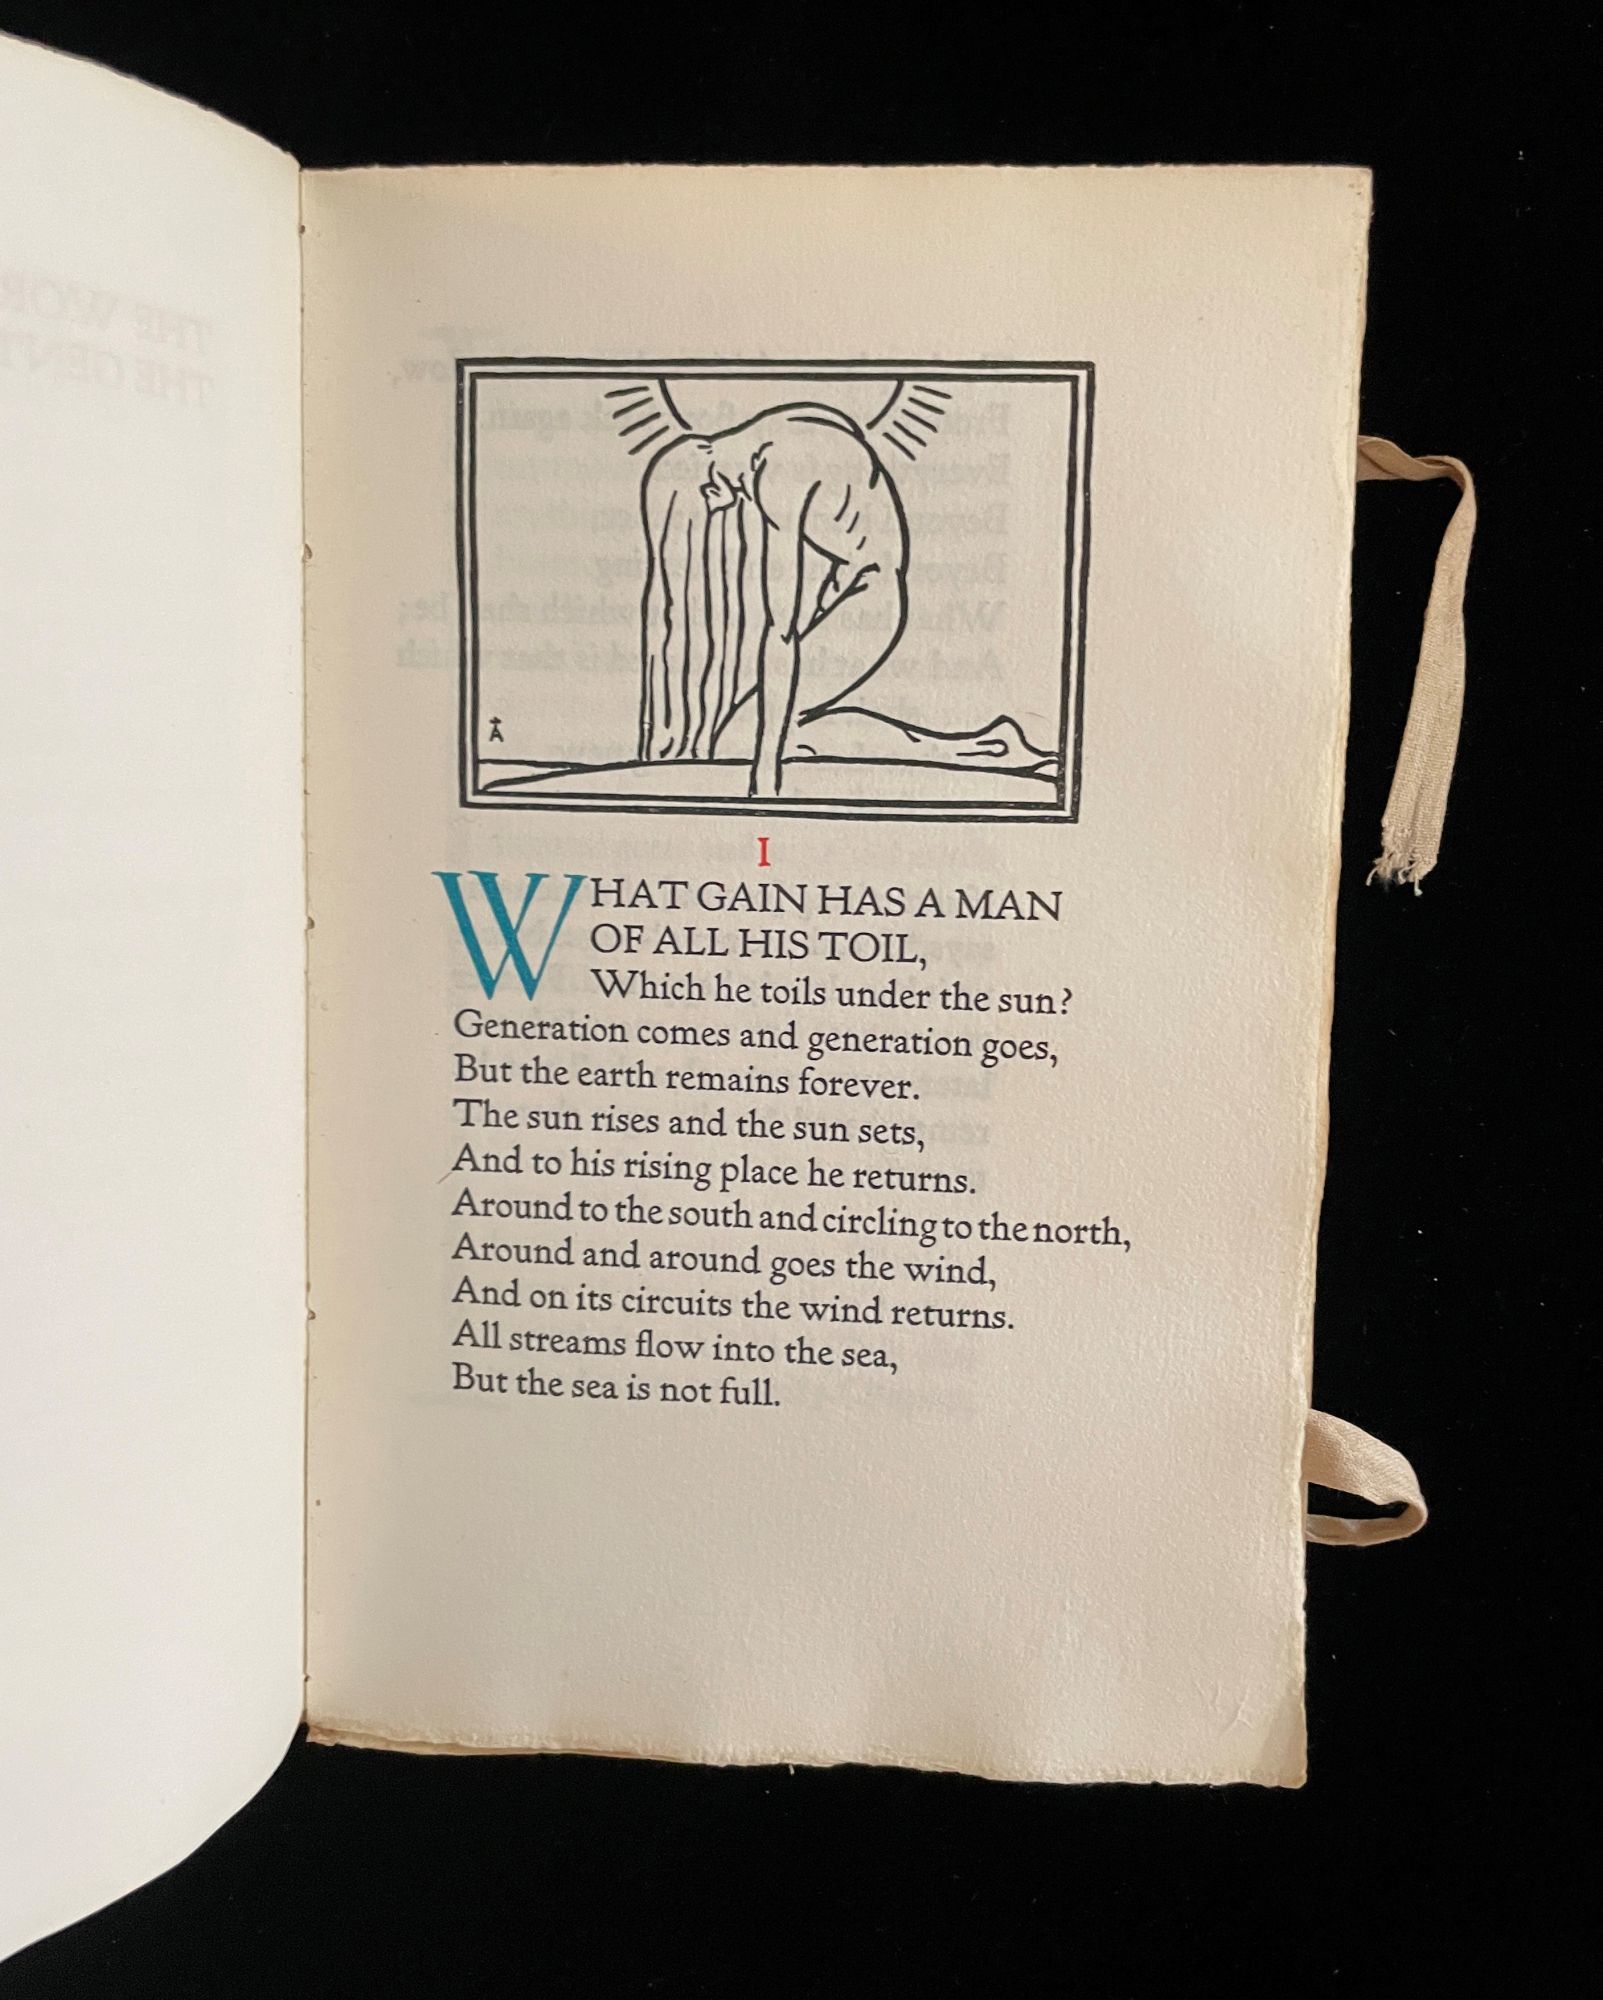 I
WHAT GAIN HAS A MAN
OF ALL HIS TOIL,
Which he toils under the sun?
Generation comes and generation goes,
But the earth remains forever.
The sun rises and the sun sets,
And to his rising place he returns.
Around to the south and circling to the north,
Around and around goes the wind,
And on its circuits the wind returns.
All streams flow into the sea,
But the sea is not full.